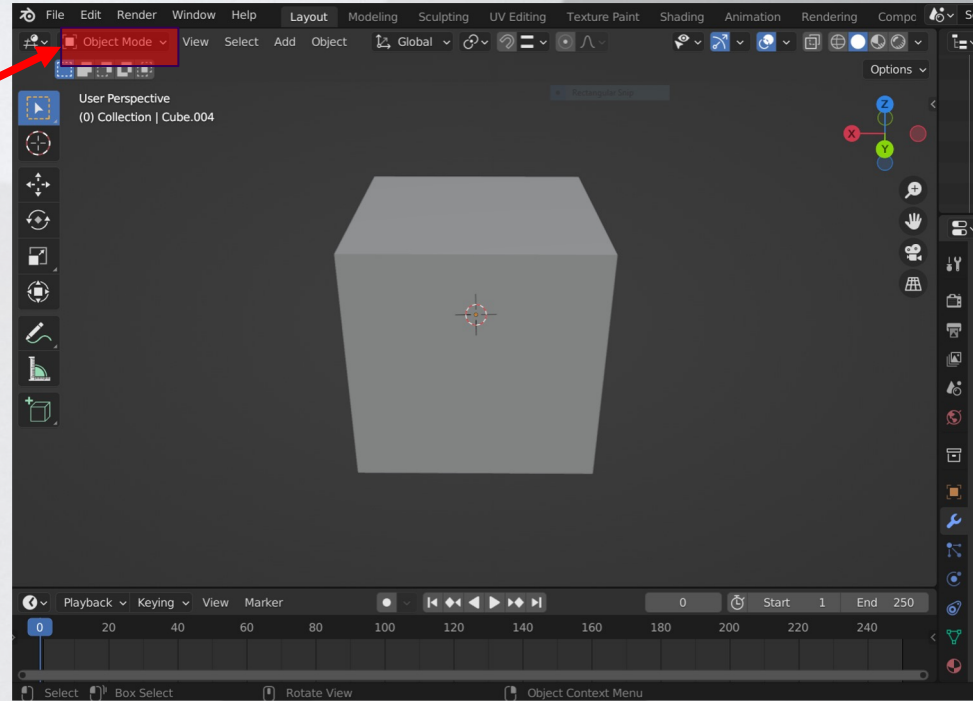 File Edit Render Window Help Layout Modeling Sculpting UV Editing Texture Paint Shading Animation Rendering Compc S
Object Mode View Select Add Object Global
Options
User Perspective
(0) Collection | Cube.004
Rectangular Snip
Z
X
Y
Playback Keying View Marker 0 Start 1 End 250
0 20 40 60 80 100 120 140 160 180 200 220 240
Select Box Select Rotate View Object Context Menu